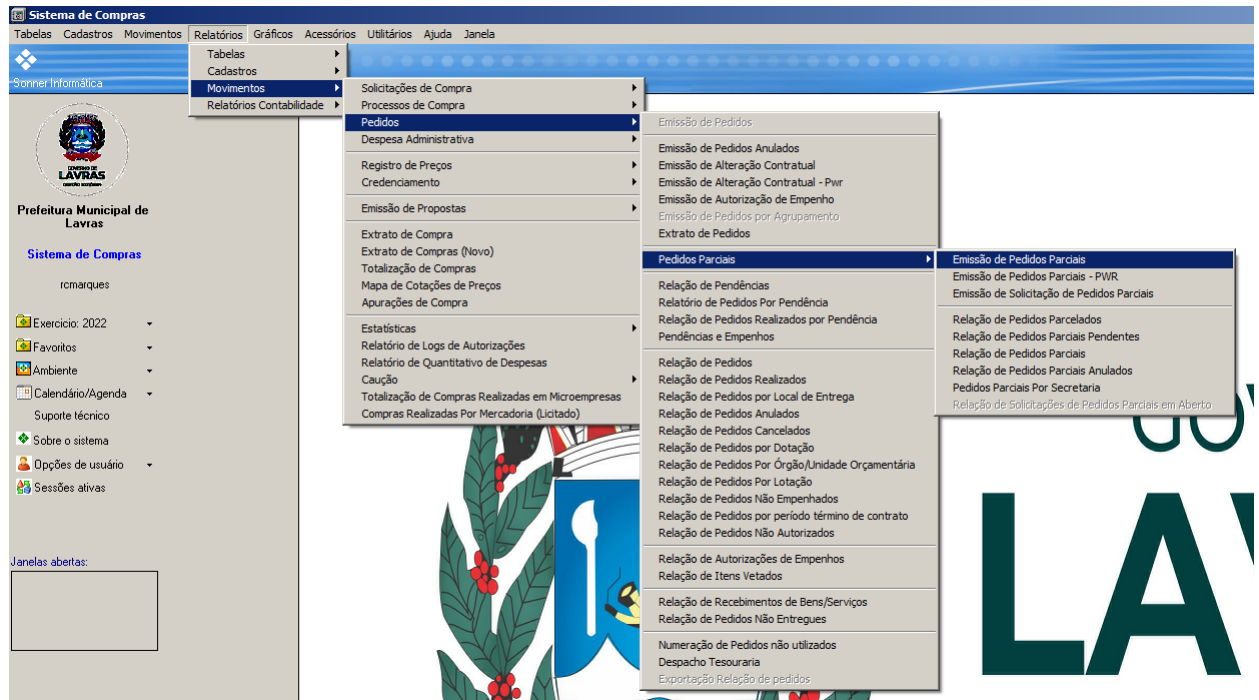 Sistema de Compras
Tabelas Cadastros Movimentos Relatórios Gráficos Acessórios Utilitários Ajuda Janela
Sonner Informática
GOVERNO DE
LAVRAS
Prefeitura Municipal de
Lavras
Sistema de Compras
rcmarques
Exercicio: 2022
Favoritos
Ambiente
Calendário/Agenda
Suporte técnico
Sobre o sistema
Opções de usuário
Sessões ativas
Janelas abertas:
Tabelas
Cadastros
Movimentos
Relatórios Contabilidade
Solicitações de Compra
Processos de Compra
Pedidos
Despesa Administrativa
Registro de Preços
Credenciamento
Emissão de Propostas
Extrato de Compra
Extrato de Compras (Novo)
Totalização de Compras
Mapa de Cotações de Preços
Apurações de Compra
Estatísticas
Relatório de Logs de Autorizações
Relatório de Quantitativo de Despesas
Caução
Totalização de Compras Realizadas em Microempresas
Compras Realizadas Por Mercadoria (Licitado)
Emissão de Pedidos
Emissão de Pedidos Anulados
Emissão de Alteração Contratual
Emissão de Alteração Contratual - Pwr
Emissão de Autorização de Empenho
Emissão de Pedidos por Agrupamento
Extrato de Pedidos
Pedidos Parciais
Relação de Pendências
Relatório de Pedidos Por Pendência
Relação de Pedidos Realizados por Pendência
Pendências e Empenhos
Relação de Pedidos
Relação de Pedidos Realizados
Relação de Pedidos por Local de Entrega
Relação de Pedidos Anulados
Relação de Pedidos Cancelados
Relação de Pedidos por Dotação
Relação de Pedidos Por Órgão/Unidade Orçamentária
Relação de Pedidos Por Lotação
Relação de Pedidos Não Empenhados
Relação de Pedidos por período término de contrato
Relação de Pedidos Não Autorizados
Relação de Autorizações de Empenhos
Relação de Itens Vetados
Relação de Recebimentos de Bens/Serviços
Relação de Pedidos Não Entregues
Numeração de Pedidos não utilizados
Despacho Tesouraria
Exportação Relação de pedidos
Emissão de Pedidos Parciais
Emissão de Pedidos Parciais - PWR
Emissão de Solicitação de Pedidos Parciais
Relação de Pedidos Parcelados
Relação de Pedidos Parciais Pendentes
Relação de Pedidos Parciais
Relação de Pedidos Parciais Anulados
Pedidos Parciais Por Secretaria
Relação de Solicitações de Pedidos Parciais em Aberto
GOV
LAV